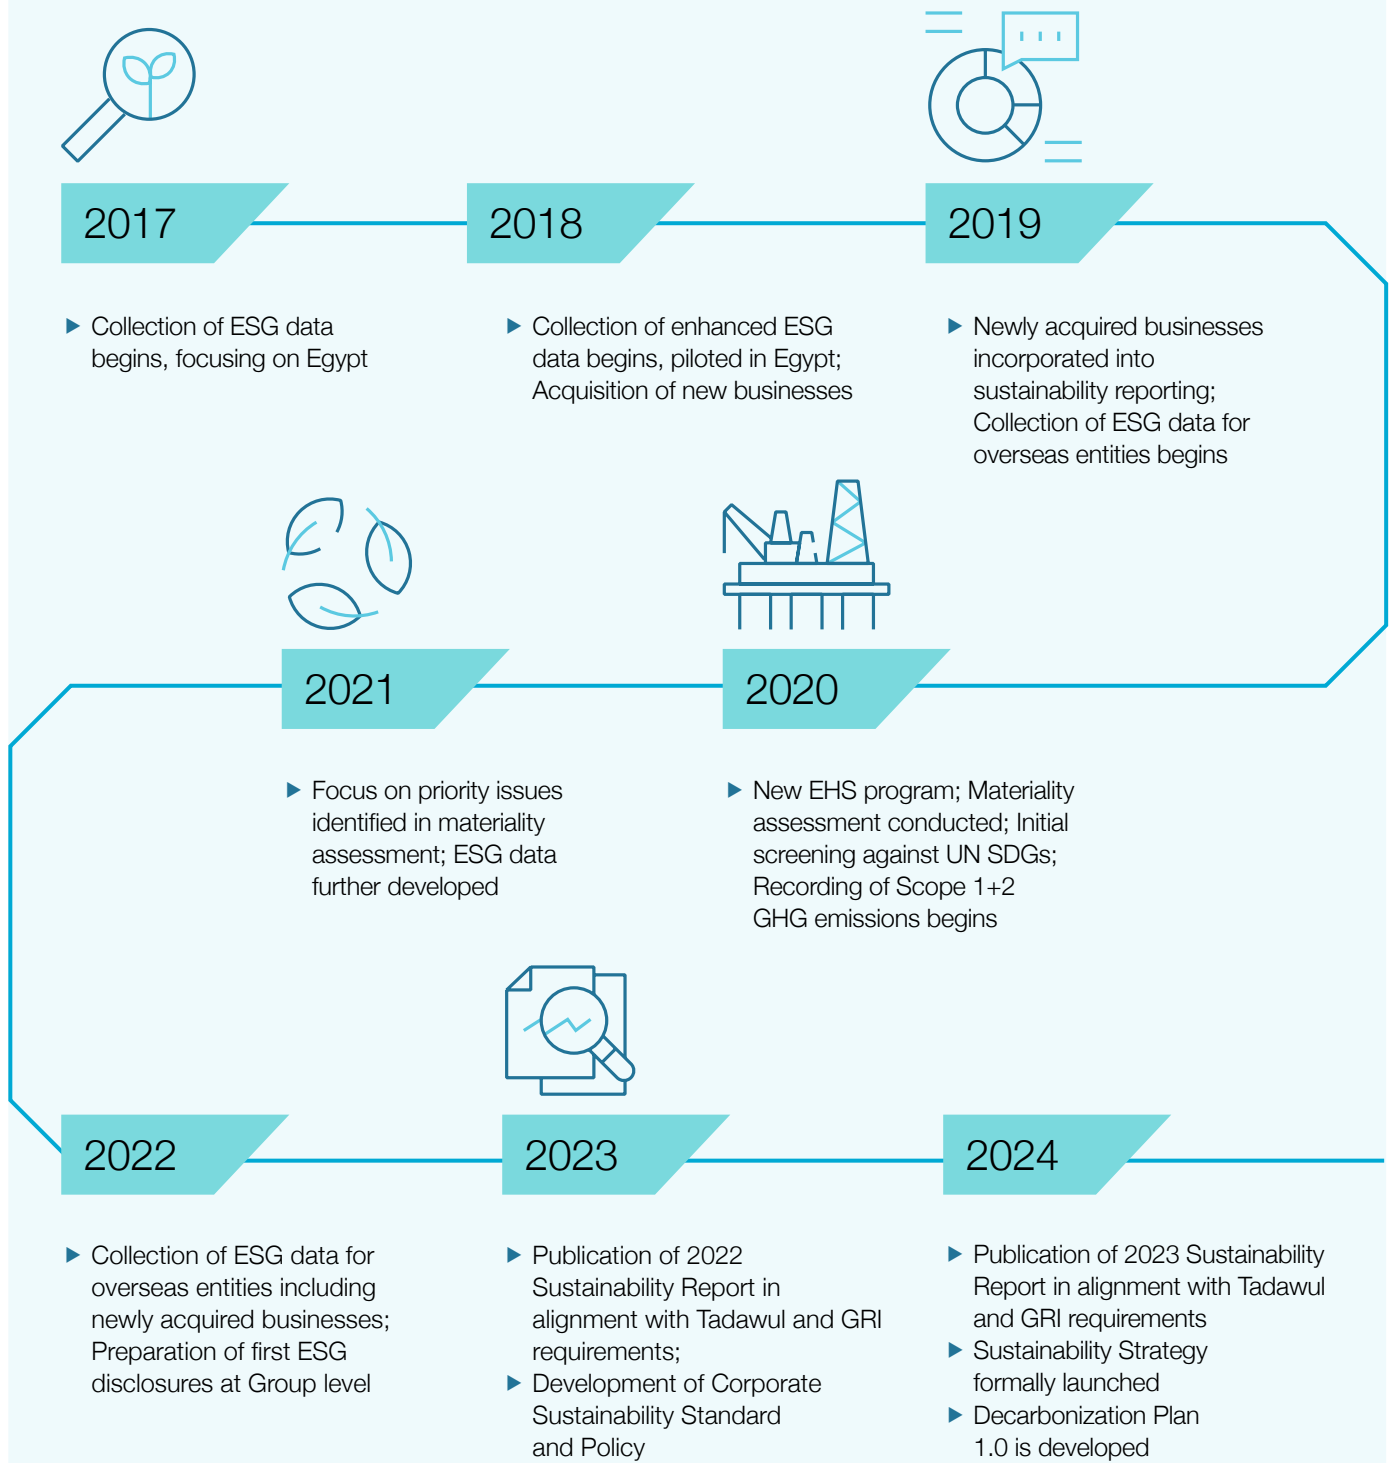 2017
Collection of ESG data
begins, focusing on Egypt
2018
Collection of enhanced ESG
data begins, piloted in Egypt;
Acquisition of new businesses
2019
Newly acquired businesses
incorporated into
sustainability reporting;
Collection of ESG data for
overseas entities begins
2020
New EHS program; Materiality
assessment conducted; Initial
screening against UN SDGs;
Recording of Scope 1+2
GHG emissions begins
2021
Focus on priority issues
identified in materiality
assessment; ESG data
further developed
2022
Collection of ESG data for
overseas entities including
newly acquired businesses;
Preparation of first ESG
disclosures at Group level
2023
Publication of 2022
Sustainability Report in
alignment with Tadawul and GRI
requirements;
Development of Corporate
Sustainability Standard
and Policy
2024
Publication of 2023 Sustainability
Report in alignment with Tadawul
and GRI requirements
Sustainability Strategy
formally launched
Decarbonization Plan
1.0 is developed